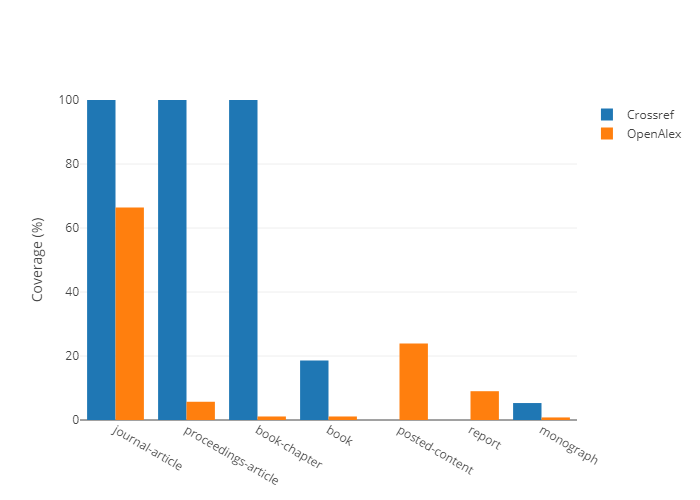 Crossref
OpenAlex
Coverage (%)
100
80
60
40
20
0
journal-article
proceedings-article
book-chapter
book
posted-content
report
monograph